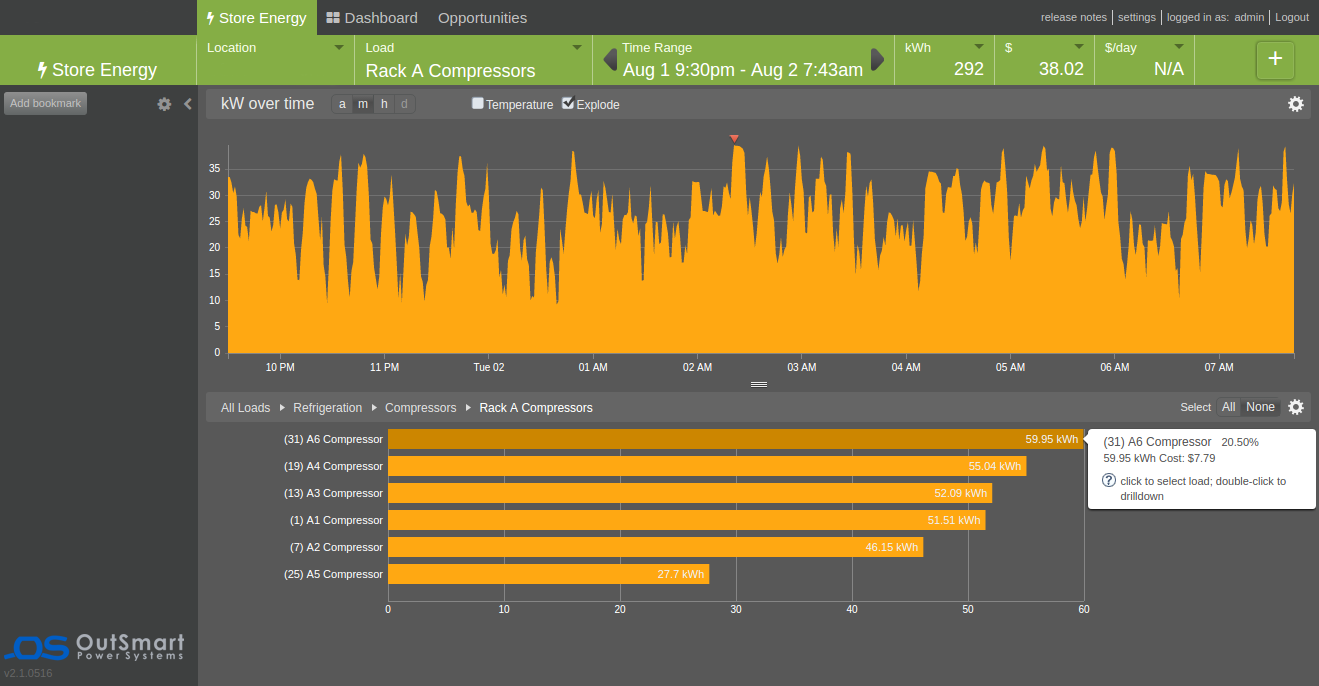 Store Energy Dashboard Opportunities
release notes settings logged in as: admin Logout
Store Energy
Location
Load
Rack A Compressors
Time Range
Aug 1 9:30pm - Aug 2 7:43am
kWh
292
$
38.02
$/day
N/A
+
Add bookmark
kW over time a m h d Temperature Explode
35
30
25
20
15
10
5
0
10 PM 11 PM Tue 02 01 AM 02 AM 03 AM 04 AM 05 AM 06 AM 07 AM
All Loads Refrigeration Compressors Rack A Compressors Select All None
(31) A6 Compressor 59.95 kWh
(19) A4 Compressor 55.04 kWh
(13) A3 Compressor 52.09 kWh
(1) A1 Compressor 51.51 kWh
(7) A2 Compressor 46.15 kWh
(25) A5 Compressor 27.7 kWh
0 10 20 30 40 50 60
(31) A6 Compressor 20.50%
59.95 kWh Cost: $7.79
? click to select load; double-click to
drilldown
OS OutSmart
Power Systems
v2.1.0516